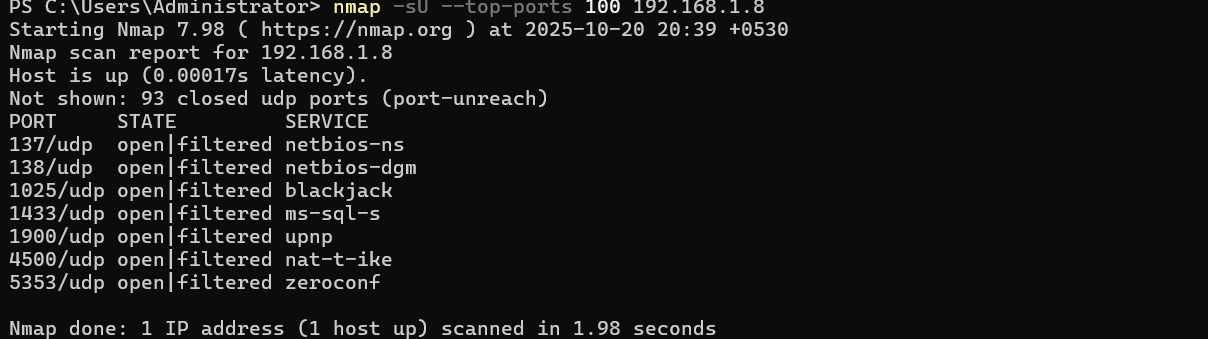 PS C:\Users\Administrator> nmap -sU --top-ports 100 192.168.1.8
Starting Nmap 7.98 ( https://nmap.org ) at 2025-10-20 20:39 +0530
Nmap scan report for 192.168.1.8
Host is up (0.00017s latency).
Not shown: 93 closed udp ports (port-unreach)
PORT     STATE         SERVICE
137/udp  open|filtered netbios-ns
138/udp  open|filtered netbios-dgm
1025/udp open|filtered blackjack
1433/udp open|filtered ms-sql-s
1900/udp open|filtered upnp
4500/udp open|filtered nat-t-ike
5353/udp open|filtered zeroconf
Nmap done: 1 IP address (1 host up) scanned in 1.98 seconds